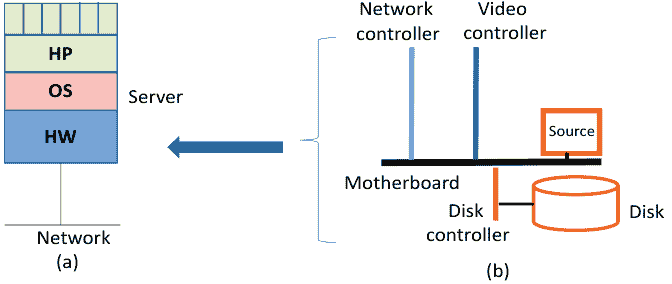 HP
OS
HW
Server
Network
(a)
Network
controller
Video
controller
Source
Motherboard
Disk
controller
Disk
(b)